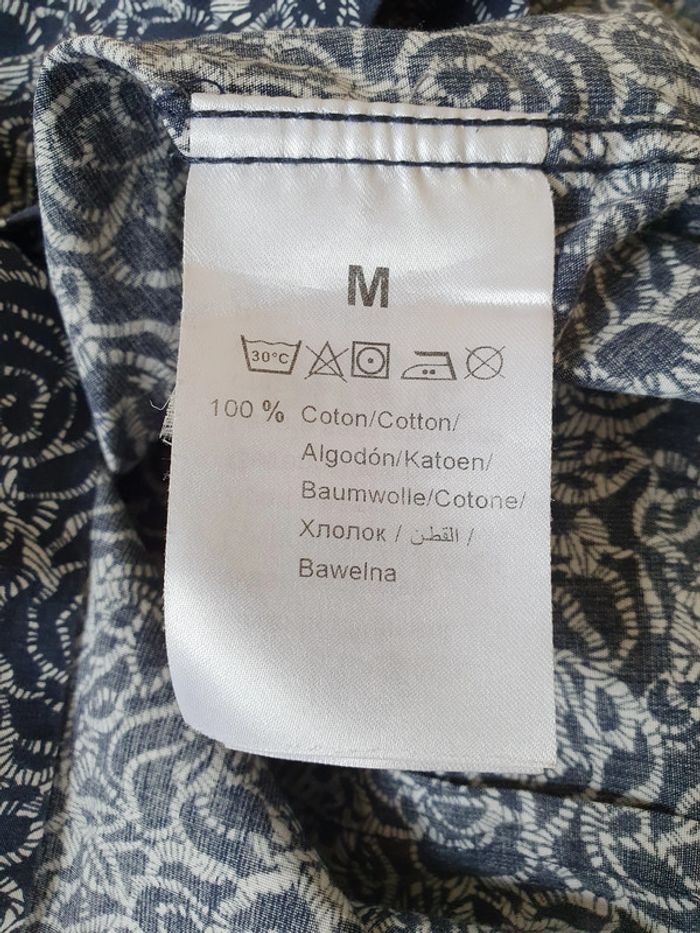 M
30°C
100 % Coton/Cotton/
Algodón/Katoen/
Baumwolle/Cotone/
Хлопок / القطن /
Bawelna